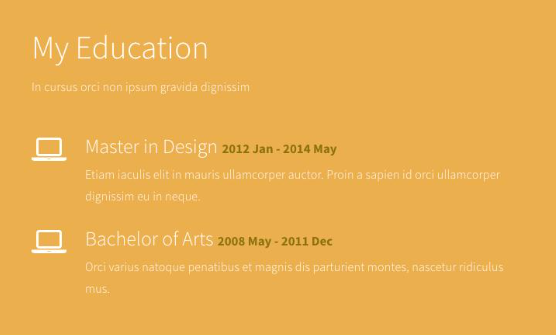 My Education
In cursus orci non ipsum gravida dignissim
Master in Design 2012 Jan - 2014 May
Etiam iaculis elit in mauris ullamcorper auctor. Proin a sapien id orci ullamcorper
dignissim eu in neque.
Bachelor of Arts 2008 May - 2011 Dec
Orci varius natoque penatibus et magnis dis parturient montes, nascetur ridiculus
mus.